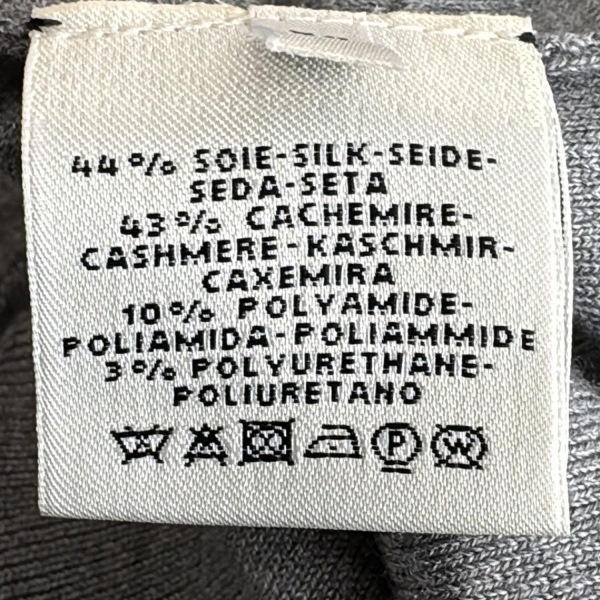 44% SOIE-SILK-SEIDE-
SEDA-SETA
43% CACHEMIRE-
CASHMERE-KASCHMIR-
CAXEMIRA
10% POLYAMIDE-
POLIAMIDA-POLIAMMIDE
3% POLYURETHANE-
POLIURETANO
P W